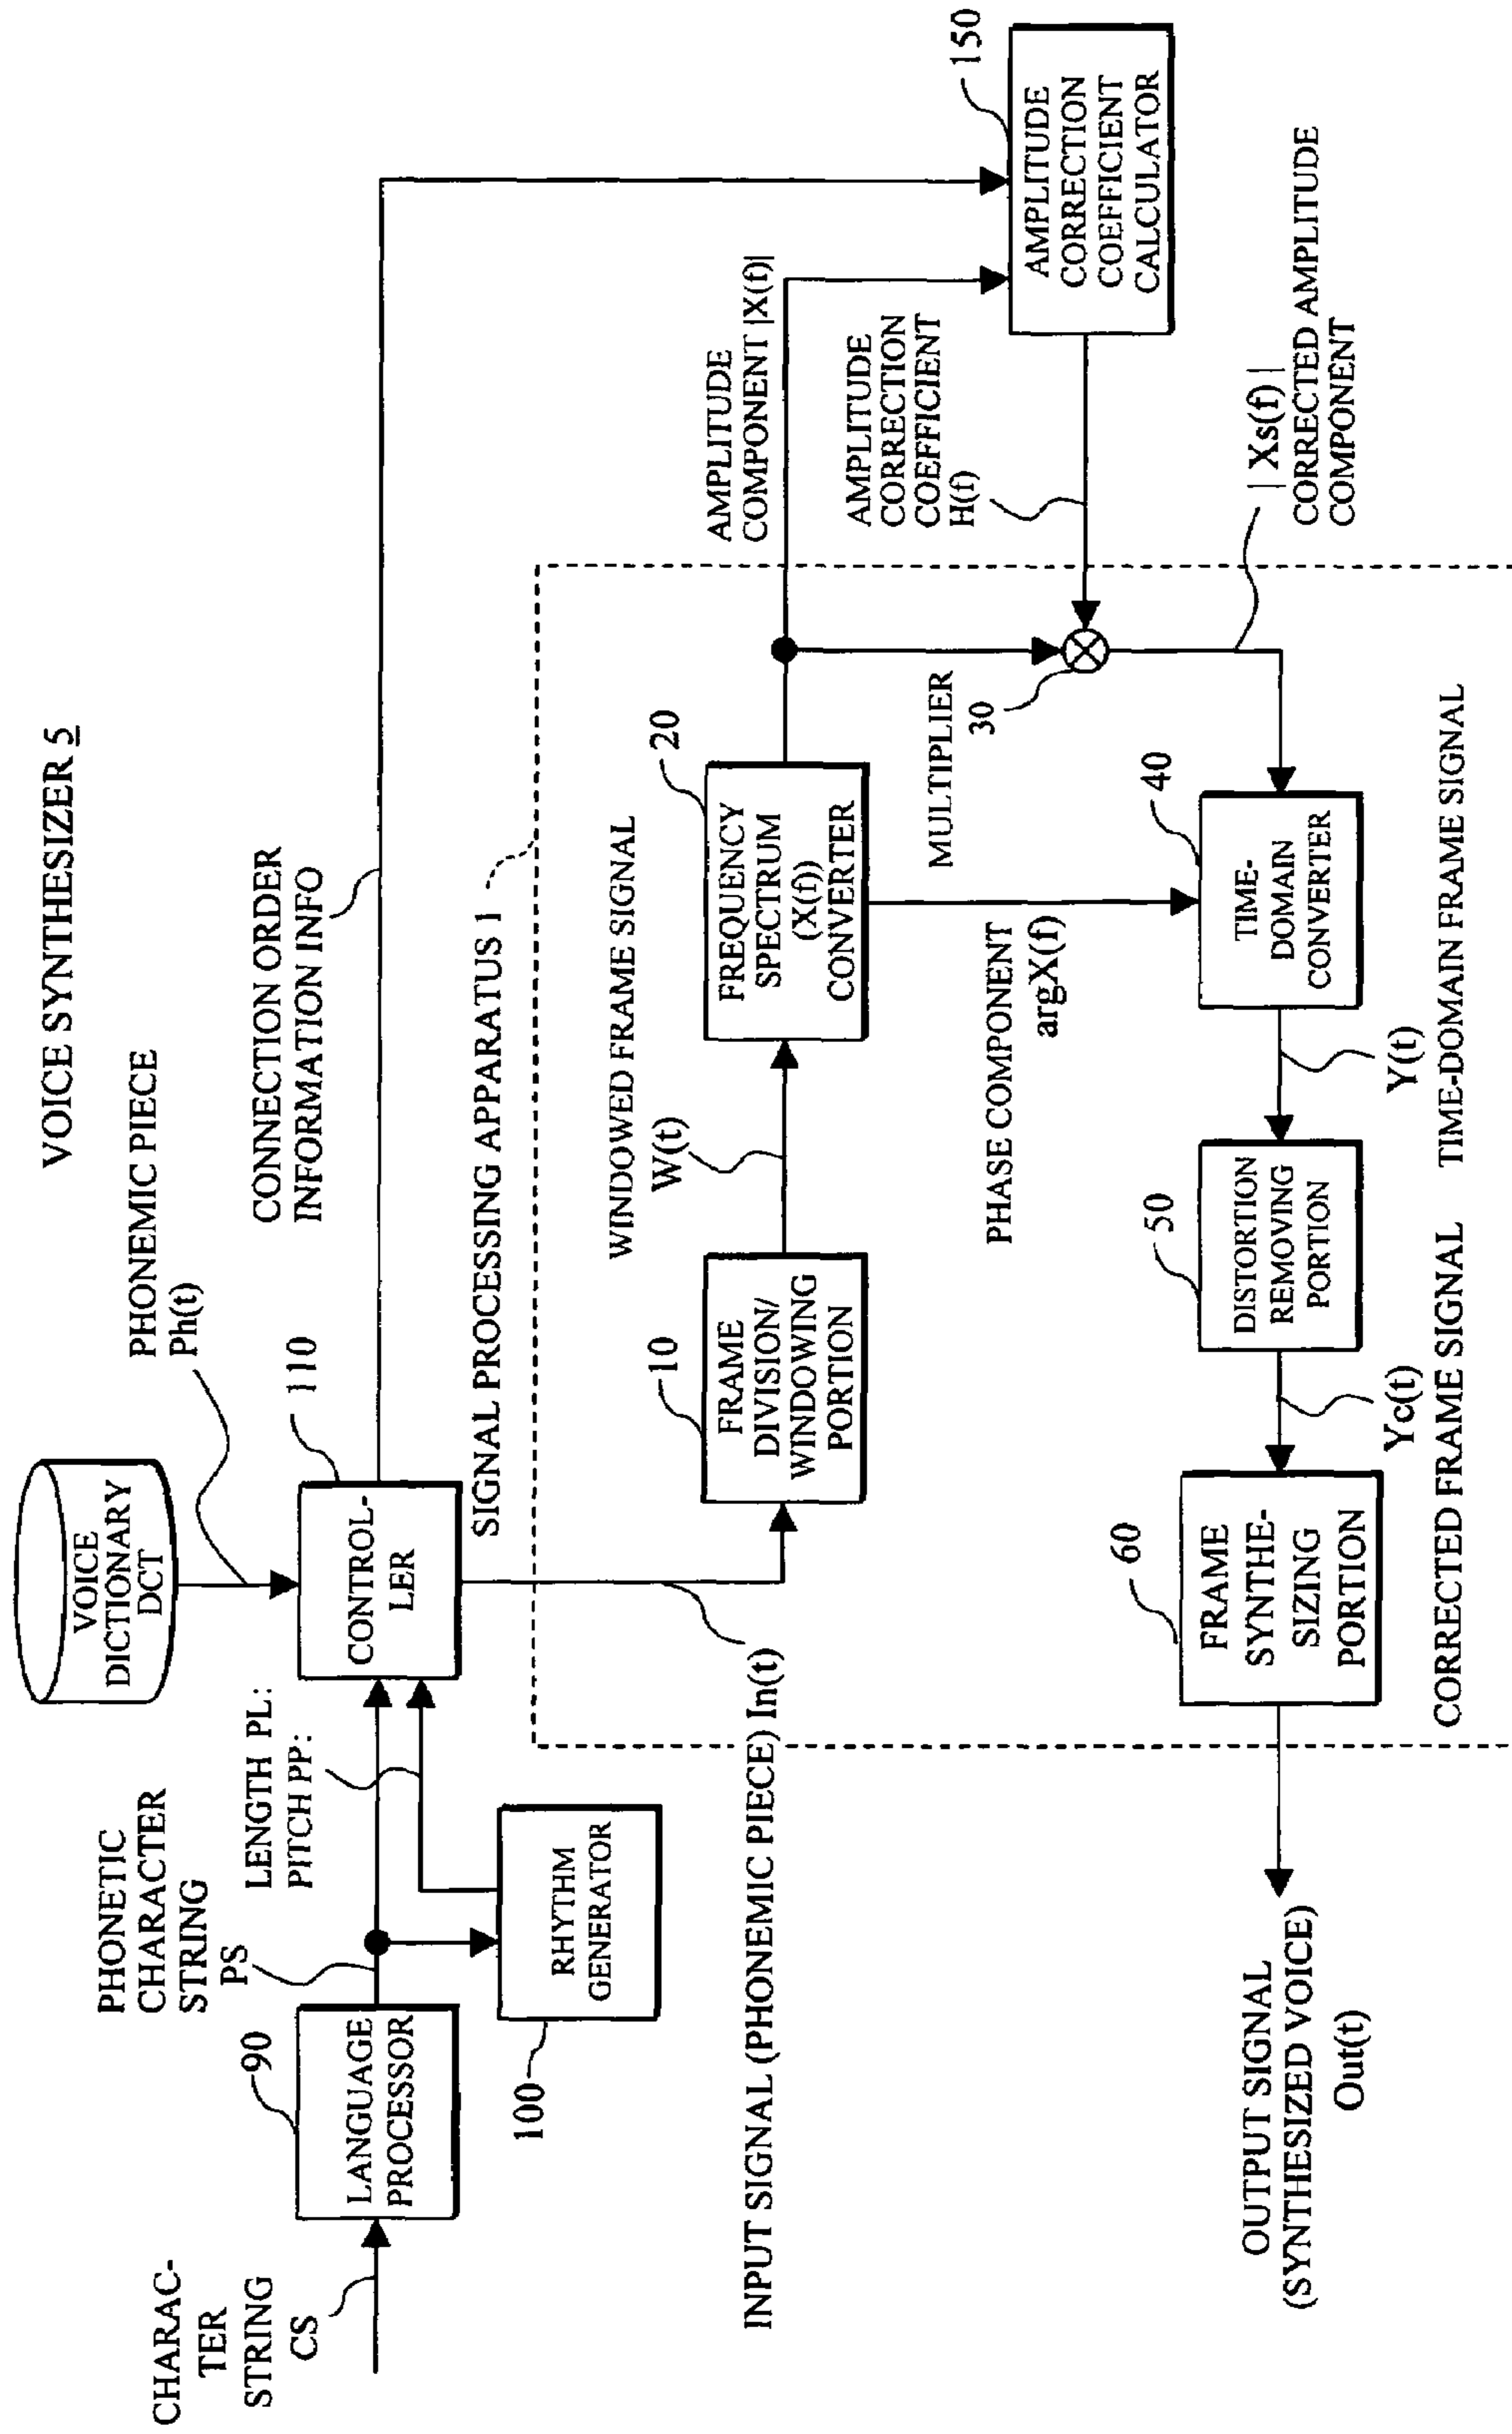 VOICE SYNTHESIZER 5
CHARAC-
TER
STRING
CS
90
LANGUAGE
PROCESSOR
PHONETIC
CHARACTER
STRING
PS
LENGTH PL:
PITCH PP:
100
RHYTHM
GENERATOR
VOICE
DICTIONARY
DCT
PHONEMIC PIECE
Ph(t)
110
CONTROL-
LER
CONNECTION ORDER
INFORMATION INFO
SIGNAL PROCESSING APPARATUS 1
INPUT SIGNAL (PHONEMIC PIECE) In(t)
10
FRAME
DIVISION/
WINDOWING
PORTION
WINDOWED FRAME SIGNAL
W(t)
20
FREQUENCY
SPECTRUM
(X(f))
CONVERTER
AMPLITUDE
COMPONENT |X(f)|
AMPLITUDE
CORRECTION
COEFFICIENT
H(f)
150
AMPLITUDE
CORRECTION
COEFFICIENT
CALCULATOR
MULTIPLIER
30
PHASE COMPONENT
argX(f)
| Xs(f) |
CORRECTED AMPLITUDE
COMPONENT
40
TIME-
DOMAIN
CONVERTER
Y(t)
TIME-DOMAIN FRAME SIGNAL
50
DISTORTION
REMOVING
PORTION
Yc(t)
CORRECTED FRAME SIGNAL
60
FRAME
SYNTHE-
SIZING
PORTION
OUTPUT SIGNAL
(SYNTHESIZED VOICE)
Out(t)